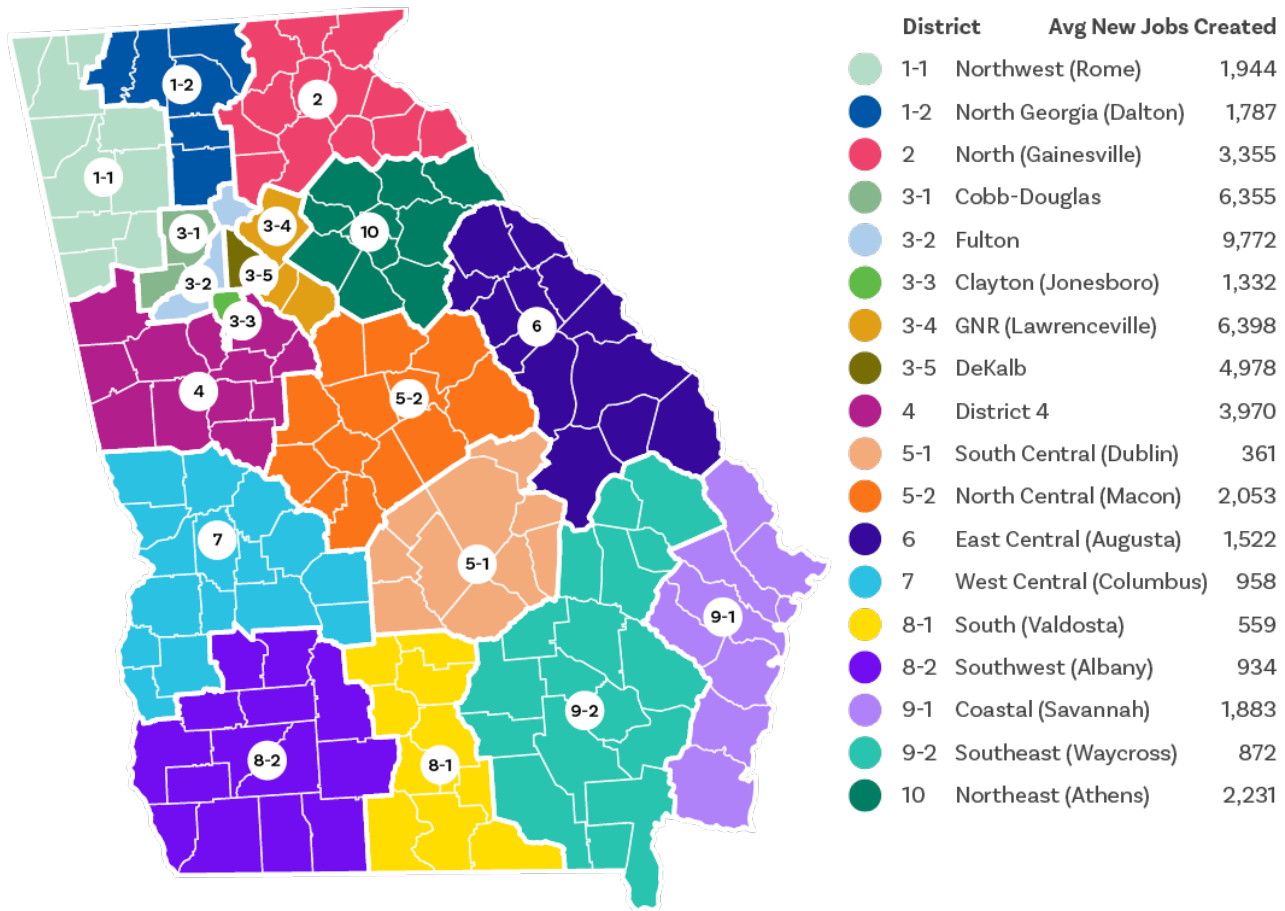 District Avg New Jobs Created
1-1 Northwest (Rome) 1,944
1-2 North Georgia (Dalton) 1,787
2 North (Gainesville) 3,355
3-1 Cobb-Douglas 6,355
3-2 Fulton 9,772
3-3 Clayton (Jonesboro) 1,332
3-4 GNR (Lawrenceville) 6,398
3-5 DeKalb 4,978
4 District 4 3,970
5-1 South Central (Dublin) 361
5-2 North Central (Macon) 2,053
6 East Central (Augusta) 1,522
7 West Central (Columbus) 958
8-1 South (Valdosta) 559
8-2 Southwest (Albany) 934
9-1 Coastal (Savannah) 1,883
9-2 Southeast (Waycross) 872
10 Northeast (Athens) 2,231
1-2
2
1-1
3-4
3-1
10
3-5
3-2
3-3
6
4
5-2
7
5-1
9-1
9-2
8-2
8-1